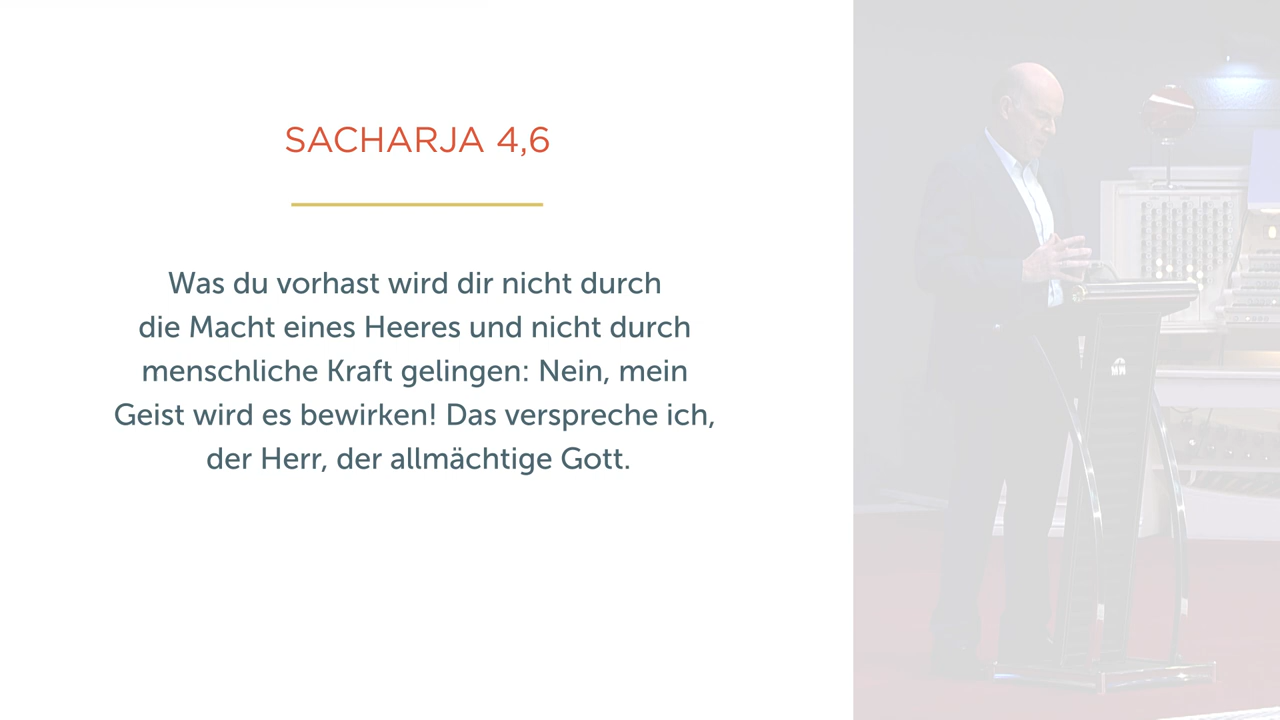 SACHARJA 4,6
Was du vorhast wird dir nicht durch
die Macht eines Heeres und nicht durch
menschliche Kraft gelingen: Nein, mein
Geist wird es bewirken! Das verspreche ich,
der Herr, der allmächtige Gott.